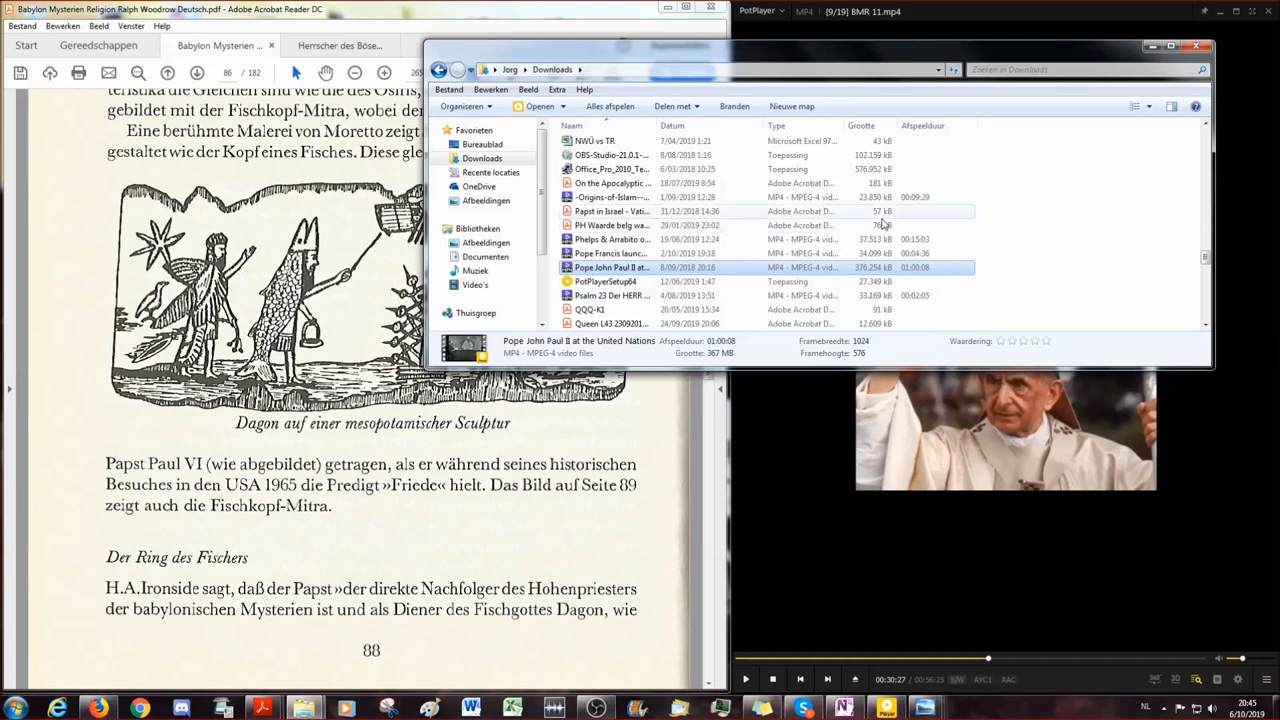 Babylon Mysterien Religion Ralph Woodrow Deutsch.pdf - Adobe Acrobat Reader DC
Bestand Bewerken Beeld Venster Help
Start Gereedschappen Babylon Mysterien ... × Herrscher des Böse...
86 / 182
teristika die Gleichen sind wie die des Osiris,
gebildet mit der Fischkopf-Mitra, wobei der
Eine berühmte Malerei von Moretto zeigt
gestaltet wie der Kopf eines Fisches. Diese gle
Dagon auf einer mesopotamischer Sculptur
Papst Paul VI (wie abgebildet) getragen, als er während seines historischen
Besuches in den USA 1965 die Predigt »Friede« hielt. Das Bild auf Seite 89
zeigt auch die Fischkopf-Mitra.
Der Ring des Fischers
H.A.Ironside sagt, daß der Papst »der direkte Nachfolger des Hohenpriesters
der babylonischen Mysterien ist und als Diener des Fischgottes Dagon, wie
88
Jorg Downloads
Zoeken in Downloads
Bestand Bewerken Beeld Extra Help
Organiseren Openen Alles afspelen Delen met Branden Nieuwe map
Favorieten
Bureaublad
Downloads
Recente locaties
OneDrive
Afbeeldingen
Bibliotheken
Afbeeldingen
Documenten
Muziek
Video's
Thuisgroep
Naam Datum Type Grootte Afspeelduur
NWÜ vs TR 7/04/2019 1:21 Microsoft Excel 97... 43 kB
OBS-Studio-21.0.1-... 8/08/2018 1:16 Toepassing 102.159 kB
Office_Pro_2010_Te... 6/03/2018 10:25 Toepassing 576.952 kB
On the Apocalyptic ... 18/07/2019 8:54 Adobe Acrobat D... 181 kB
-Origins-of-Islam--... 1/09/2019 12:28 MP4 - MPEG-4 vid... 23.850 kB 00:09:29
Papst in Israel - Vati... 31/12/2018 14:36 Adobe Acrobat D... 57 kB
PH Waarde belg wa... 29/01/2019 23:02 Adobe Acrobat D...
Phelps & Arrabito o... 19/06/2019 12:24 MP4 - MPEG-4 vid... 37.513 kB 00:15:03
Pope Francis launc... 2/10/2019 18:18 MP4 - MPEG-4 vid... 34.099 kB 00:04:36
Pope John Paul II at... 8/09/2018 20:16 MP4 - MPEG-4 vid... 376.254 kB 01:00:08
PotPlayerSetup64 12/06/2019 1:47 Toepassing 27.349 kB
Psalm 23 Der HERR ... 4/08/2019 13:51 MP4 - MPEG-4 vid... 33.169 kB 00:02:05
QQQ-K1 20/05/2019 15:34 Adobe Acrobat D... 91 kB
Queen L43 2309201... 24/09/2019 20:06 Adobe Acrobat D... 12.609 kB
Pope John Paul II at the United Nations Afspeelduur: 01:00:08 Framebreedte: 1024 Waardering:
MP4 - MPEG-4 video files Grootte: 367 MB Framehoogte: 576
PotPlayer MP4 [9/19] BMR 11.mp4
00:30:27 / 00:56:25 S/W AVC1 AAC
360° 3D
NL 20:45
6/10/2019